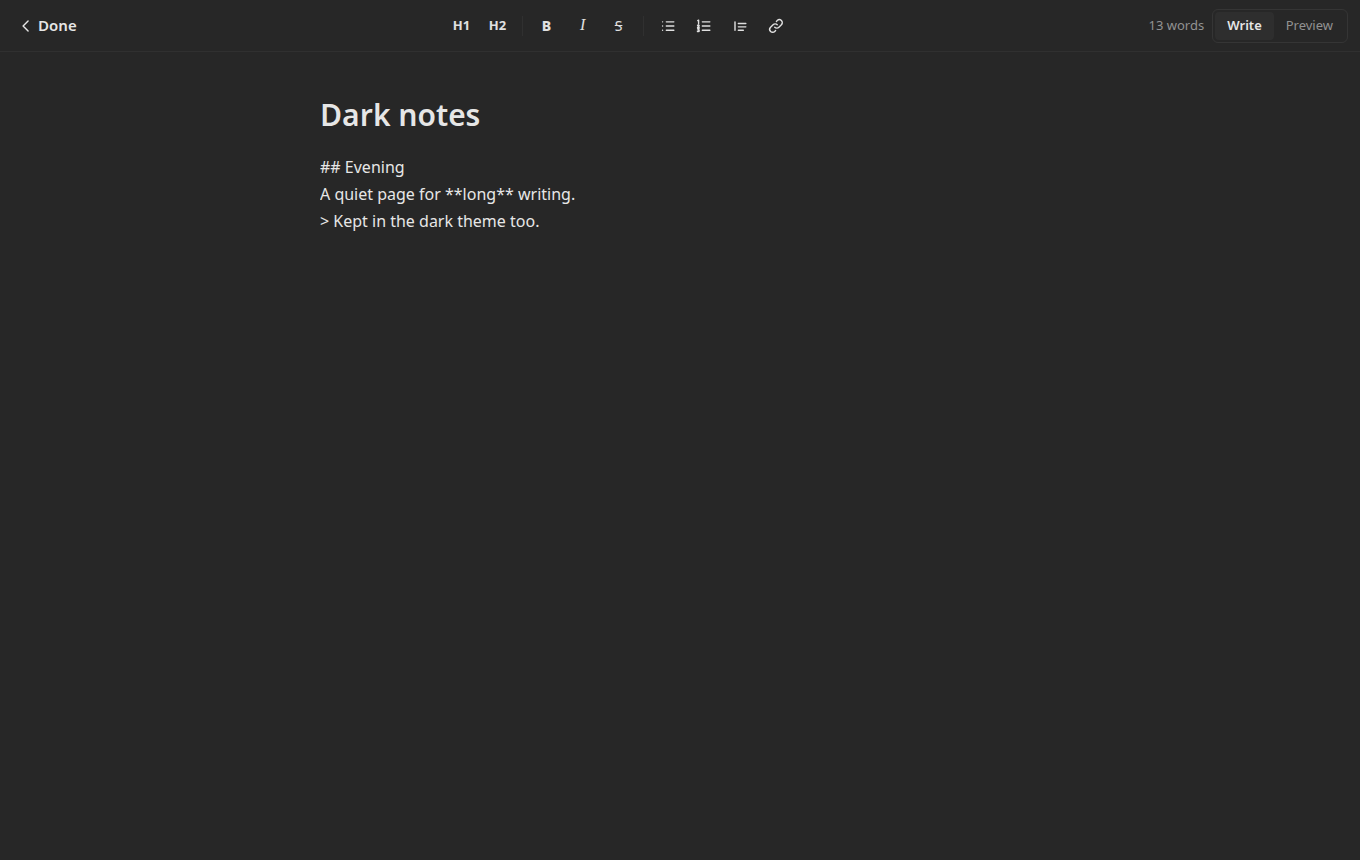 Done
H1 H2 B I S
13 words
Write Preview
Dark notes
## Evening
A quiet page for **long** writing.
> Kept in the dark theme too.